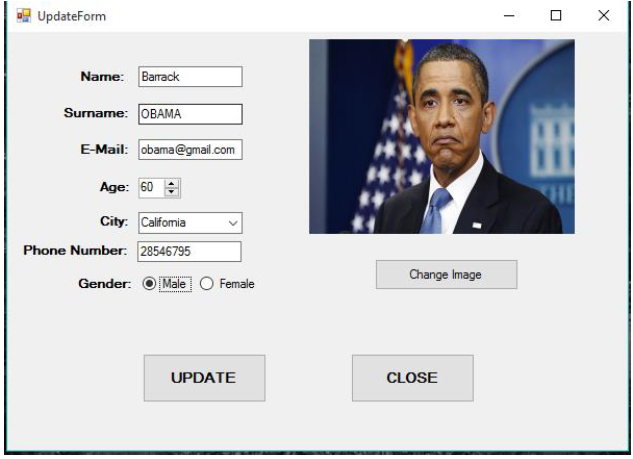 UpdateForm
Name: Barrack
Surname: OBAMA
E-Mail: obama@gmail.com
Age: 60
City: California
Phone Number: 28546795
Gender: Male Female
Change Image
UPDATE CLOSE